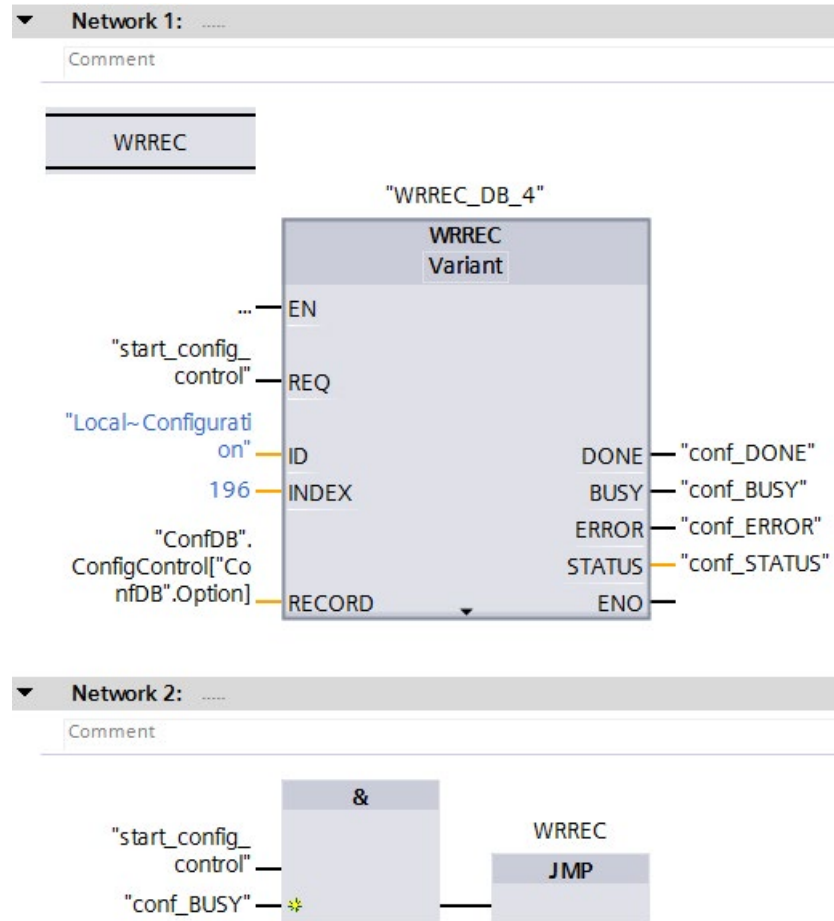 Network 1: .....
Comment
WRREC
"WRREC_DB_4"
WRREC
Variant
... EN
"start_config_
control" REQ
"Local~Configurati
on" ID DONE "conf_DONE"
196 INDEX BUSY "conf_BUSY"
ERROR "conf_ERROR"
"ConfDB".
ConfigControl["Co
nfDB".Option] STATUS "conf_STATUS"
RECORD ENO
Network 2: .....
Comment
&
"start_config_
control"
WRREC
JMP
"conf_BUSY"